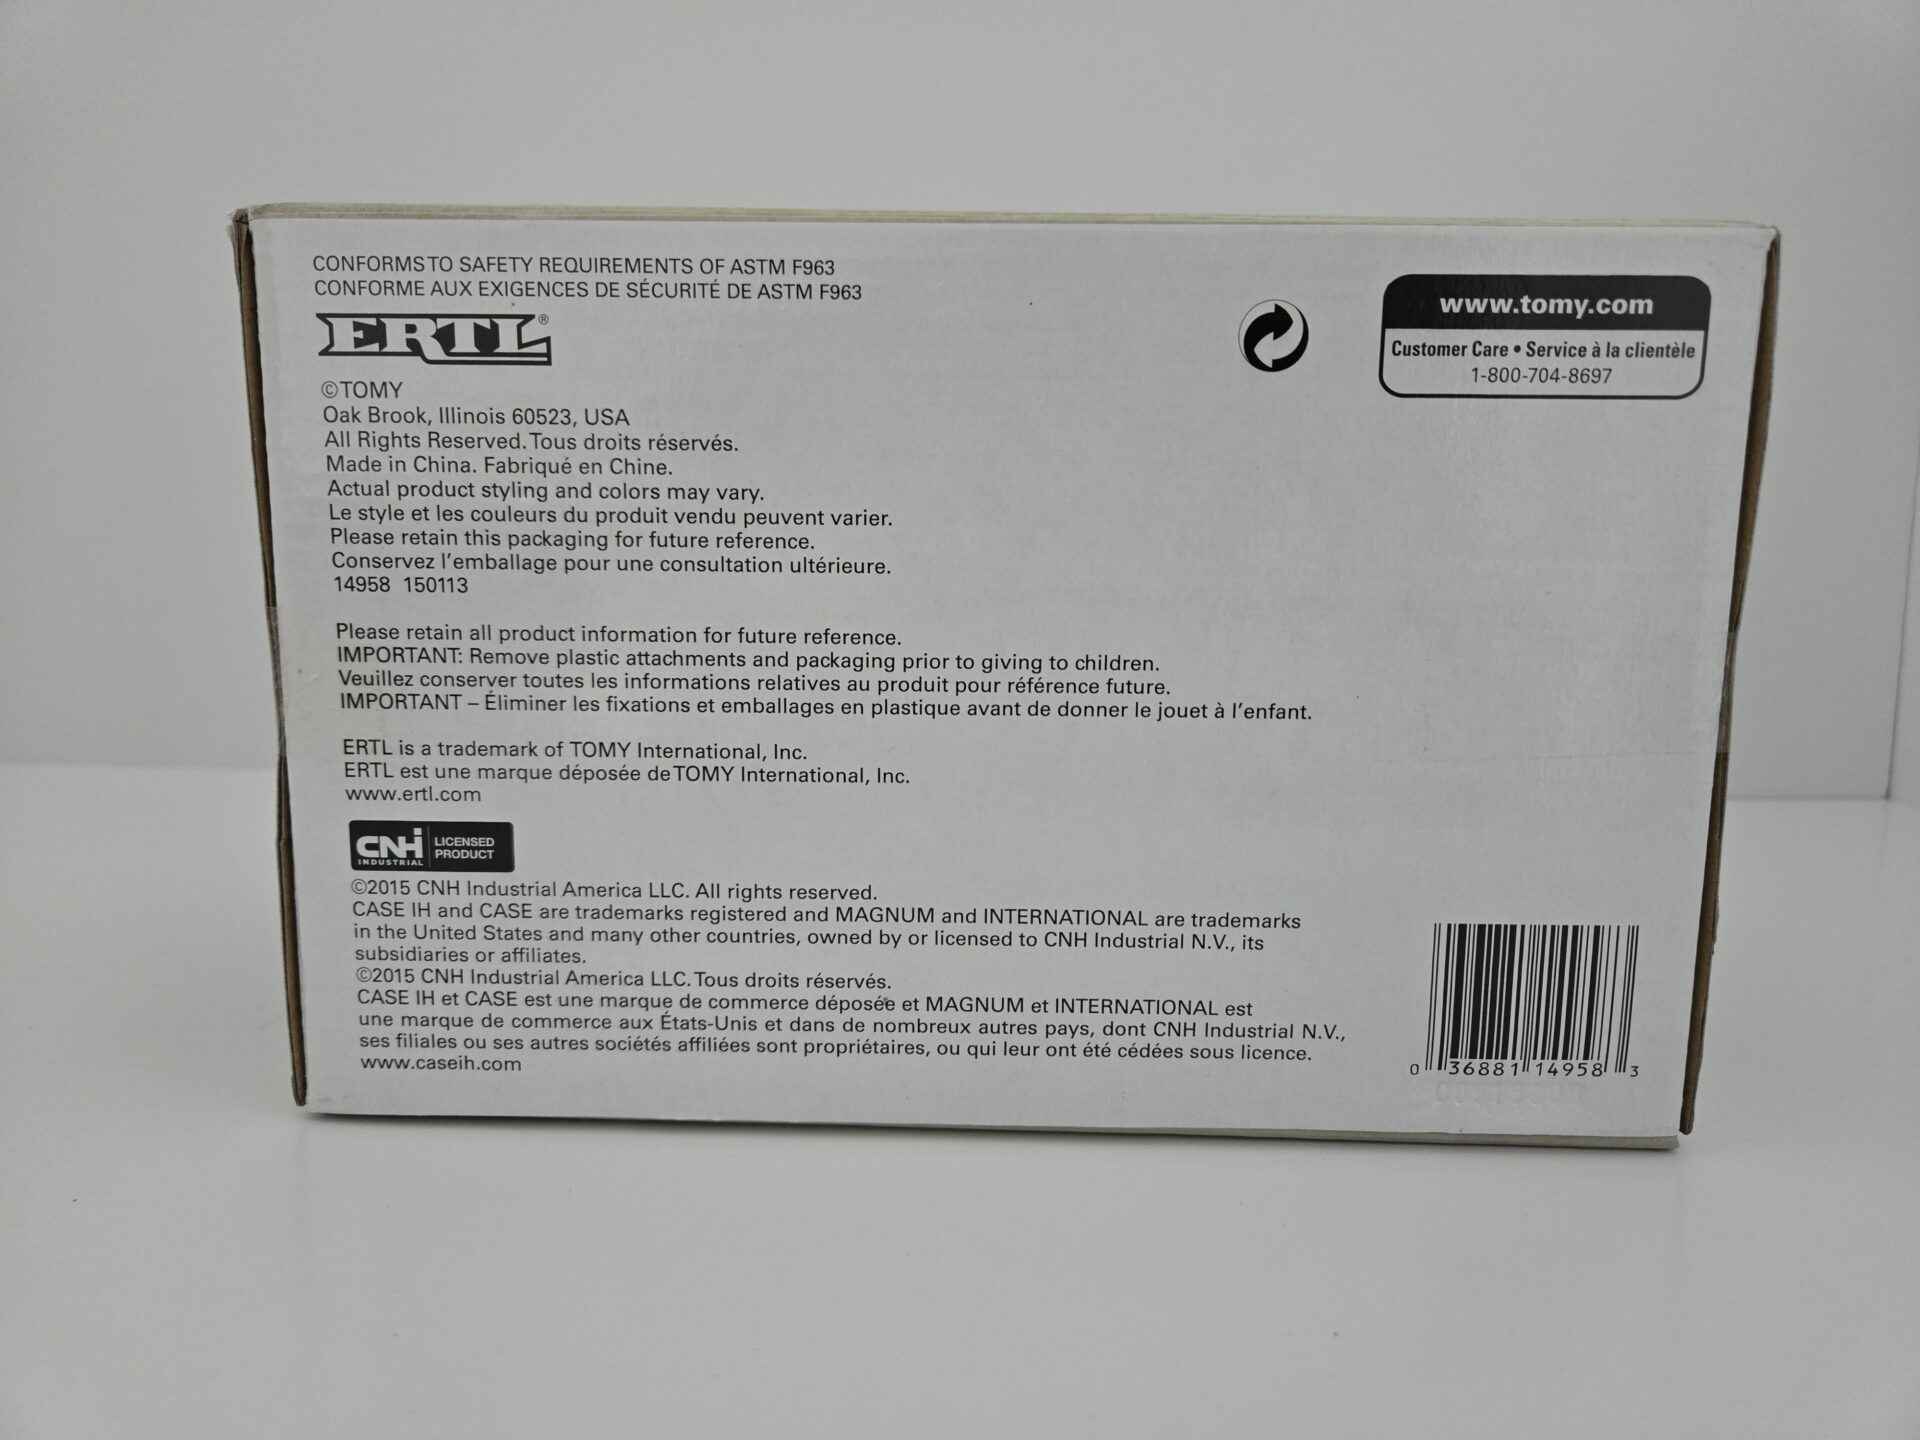 CONFORMS TO SAFETY REQUIREMENTS OF ASTM F963
CONFORME AUX EXIGENCES DE SÉCURITÉ DE ASTM F963
ERTL®
©TOMY
Oak Brook, Illinois 60523, USA
All Rights Reserved. Tous droits réservés.
Made in China. Fabriqué en Chine.
Actual product styling and colors may vary.
Le style et les couleurs du produit vendu peuvent varier.
Please retain this packaging for future reference.
Conservez l'emballage pour une consultation ultérieure.
14958 150113
www.tomy.com
Customer Care • Service à la clientèle
1-800-704-8697
Please retain all product information for future reference.
IMPORTANT: Remove plastic attachments and packaging prior to giving to children.
Veuillez conserver toutes les informations relatives au produit pour référence future.
IMPORTANT – Éliminer les fixations et emballages en plastique avant de donner le jouet à l'enfant.
ERTL is a trademark of TOMY International, Inc.
ERTL est une marque déposée de TOMY International, Inc.
www.ertl.com
CNH INDUSTRIAL
LICENSED
PRODUCT
©2015 CNH Industrial America LLC. All rights reserved.
CASE IH and CASE are trademarks registered and MAGNUM and INTERNATIONAL are trademarks
in the United States and many other countries, owned by or licensed to CNH Industrial N.V., its
subsidiaries or affiliates.
©2015 CNH Industrial America LLC. Tous droits réservés.
CASE IH et CASE est une marque de commerce déposée et MAGNUM et INTERNATIONAL est
une marque de commerce aux États-Unis et dans de nombreux autres pays, dont CNH Industrial N.V.,
ses filiales ou ses autres sociétés affiliées sont propriétaires, ou qui leur ont été cédées sous licence.
www.caseih.com
0 36881 14958 3